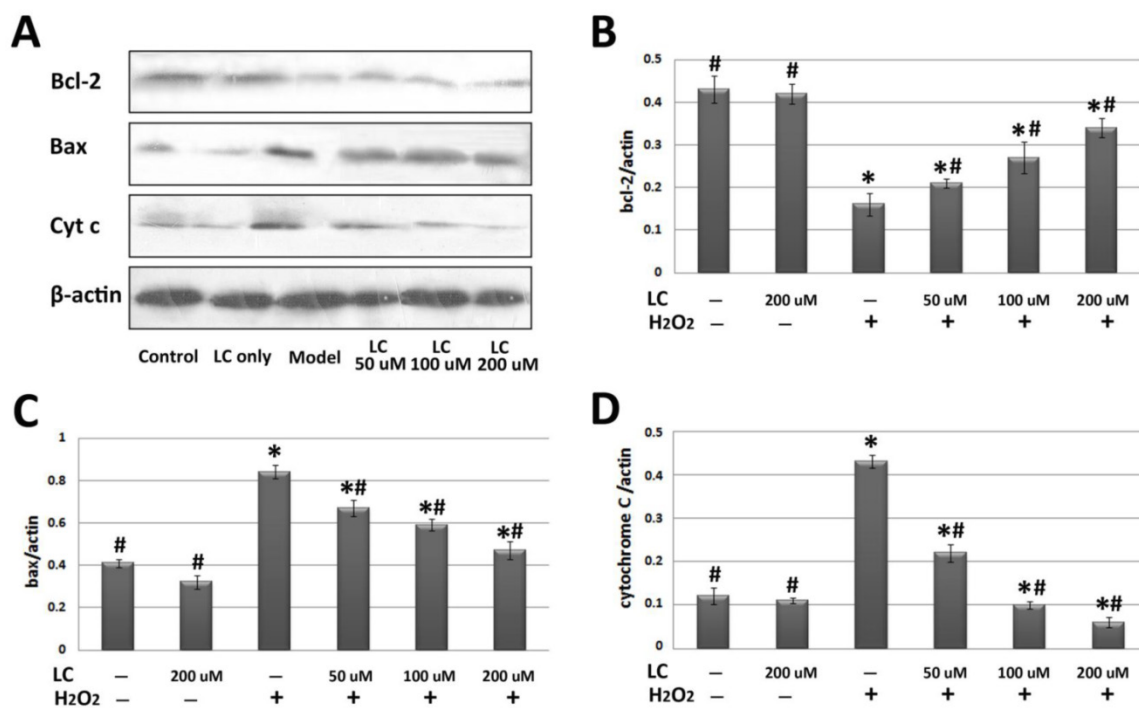 A
Bcl-2
Bax
Cyt c
β-actin
Control LC only Model LC 50 uM LC 100 uM LC 200 uM
B
bcl-2/actin
0.5
0.4
0.3
0.2
0.1
0
# # * *# *# *#
LC – 200 uM – 50 uM 100 uM 200 uM
H2O2 – – + + + +
C
bax/actin
1
0.8
0.6
0.4
0.2
0
# # * *# *# *#
LC – 200 uM – 50 uM 100 uM 200 uM
H2O2 – – + + + +
D
cytochrome C /actin
0.5
0.4
0.3
0.2
0.1
0
# # * *# *# *#
LC – 200 uM – 50 uM 100 uM 200 uM
H2O2 – – + + + +